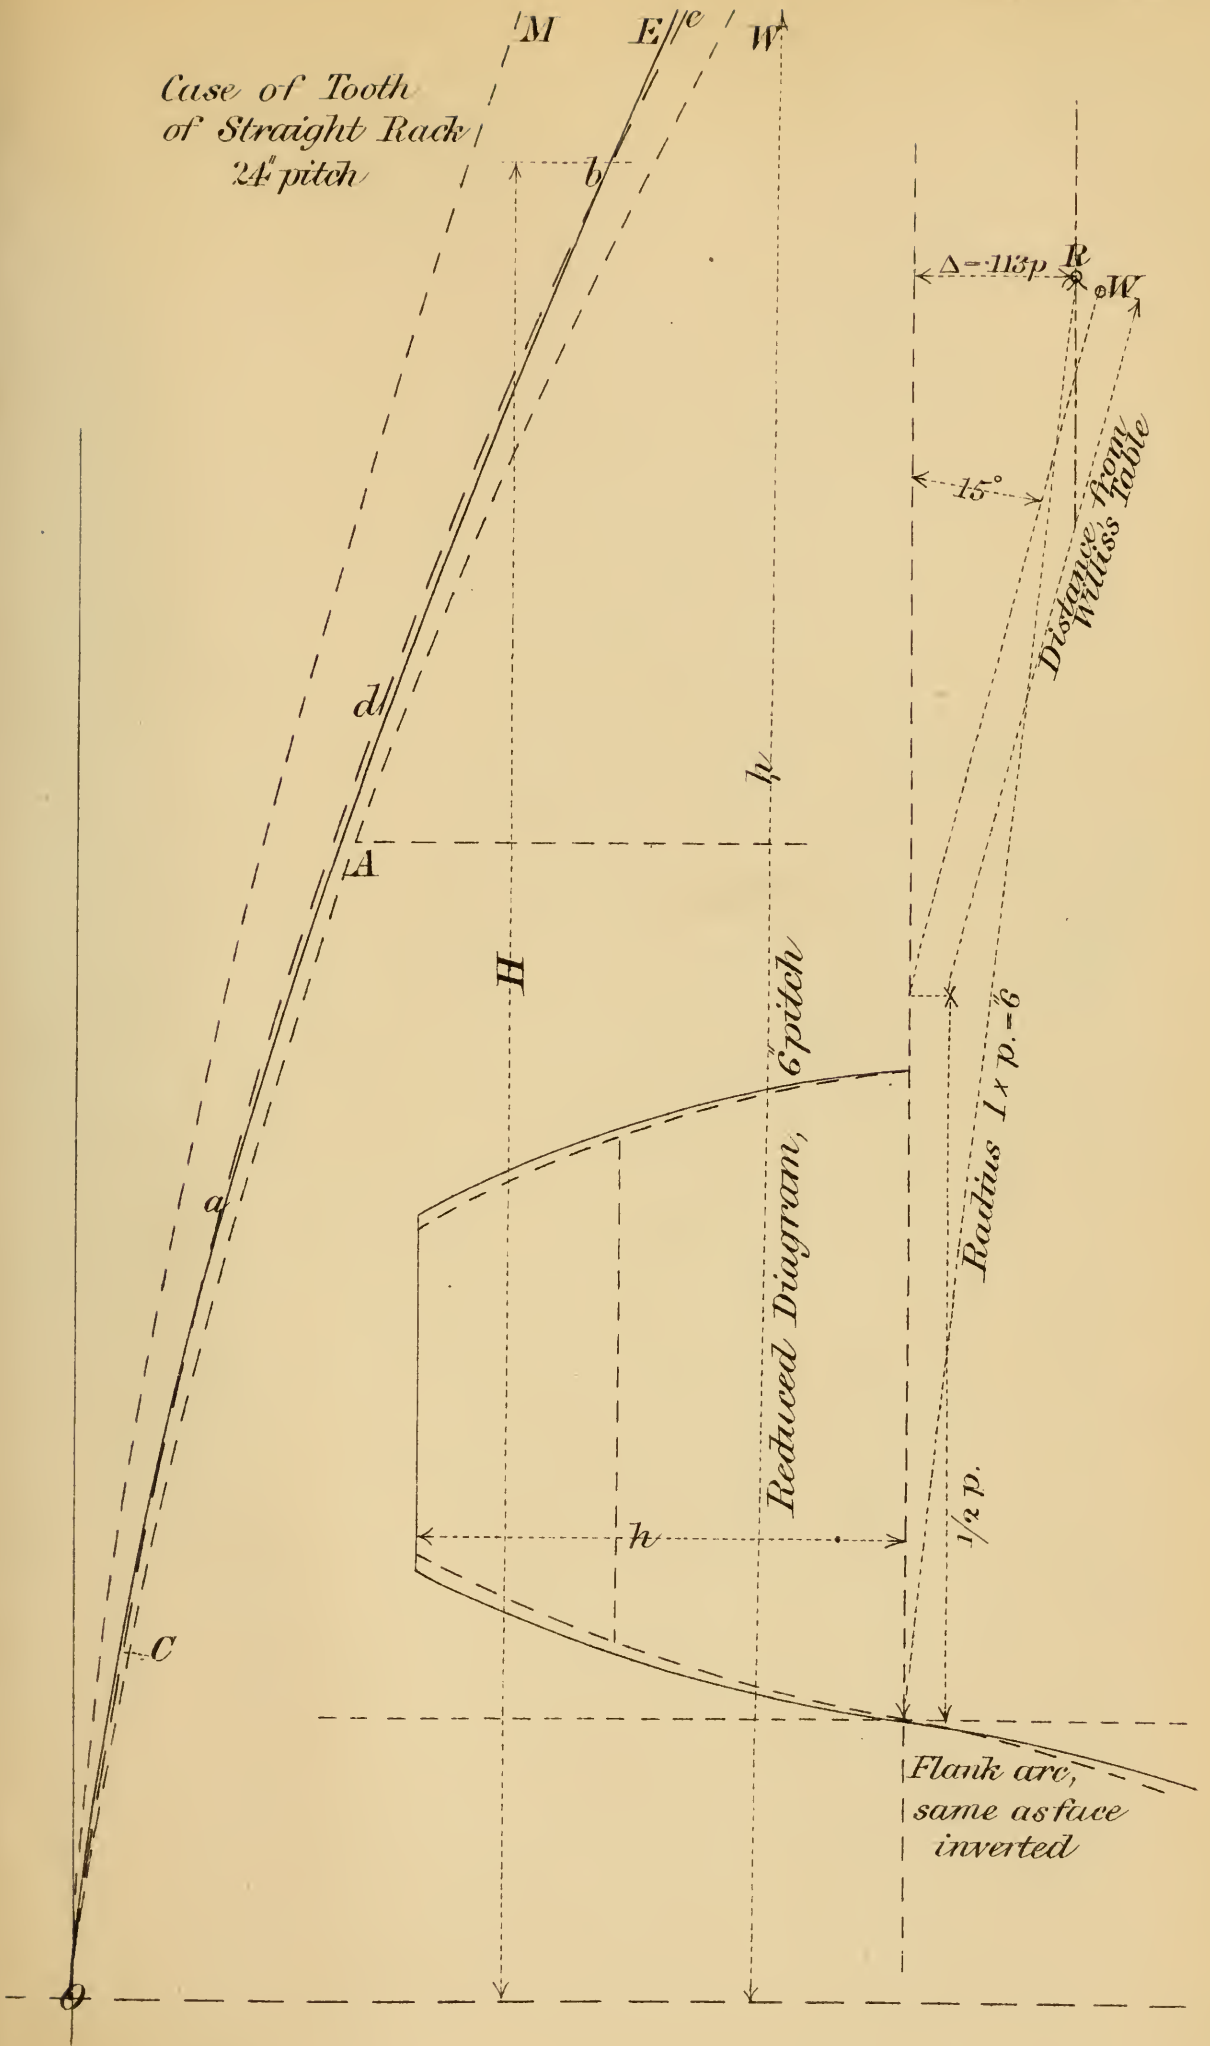 M
E
e
W
Case of Tooth
of Straight Rack
24" pitch
b
Δ=·113p
R
W
15°
Distance from
Willis's Table
d
h
A
H
Radius 1 × p.=6"
Reduced Diagram, 6" pitch
a
h
1/2 p.
C
Flank arc,
same as face
inverted
O